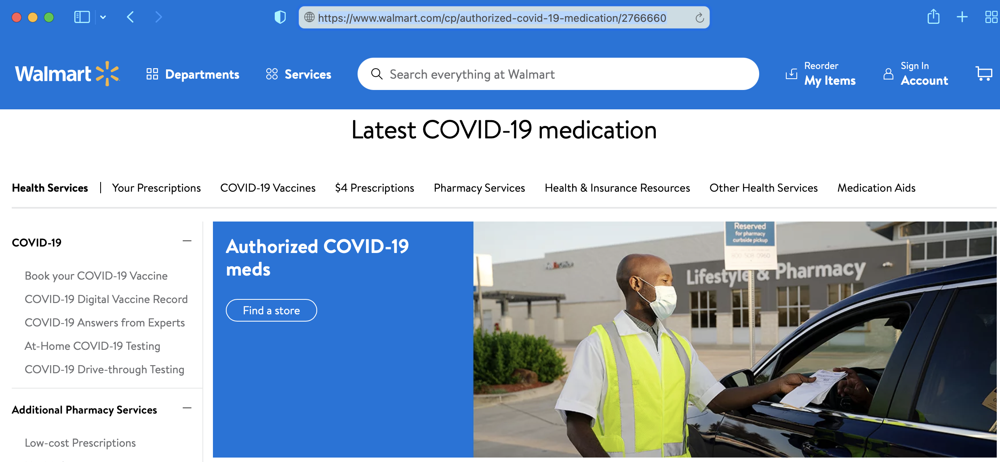 https://www.walmart.com/cp/authorized-covid-19-medication/2766660
Walmart
Departments
Services
Search everything at Walmart
Reorder
My Items
Sign In
Account
Latest COVID-19 medication
Health Services
Your Prescriptions
COVID-19 Vaccines
$4 Prescriptions
Pharmacy Services
Health & Insurance Resources
Other Health Services
Medication Aids
COVID-19
Book your COVID-19 Vaccine
COVID-19 Digital Vaccine Record
COVID-19 Answers from Experts
At-Home COVID-19 Testing
COVID-19 Drive-through Testing
Additional Pharmacy Services
Low-cost Prescriptions
Authorized COVID-19
meds
Find a store
Reserved
for pharmacy
curbside pickup
800-508-0960
Lifestyle & Pharmacy